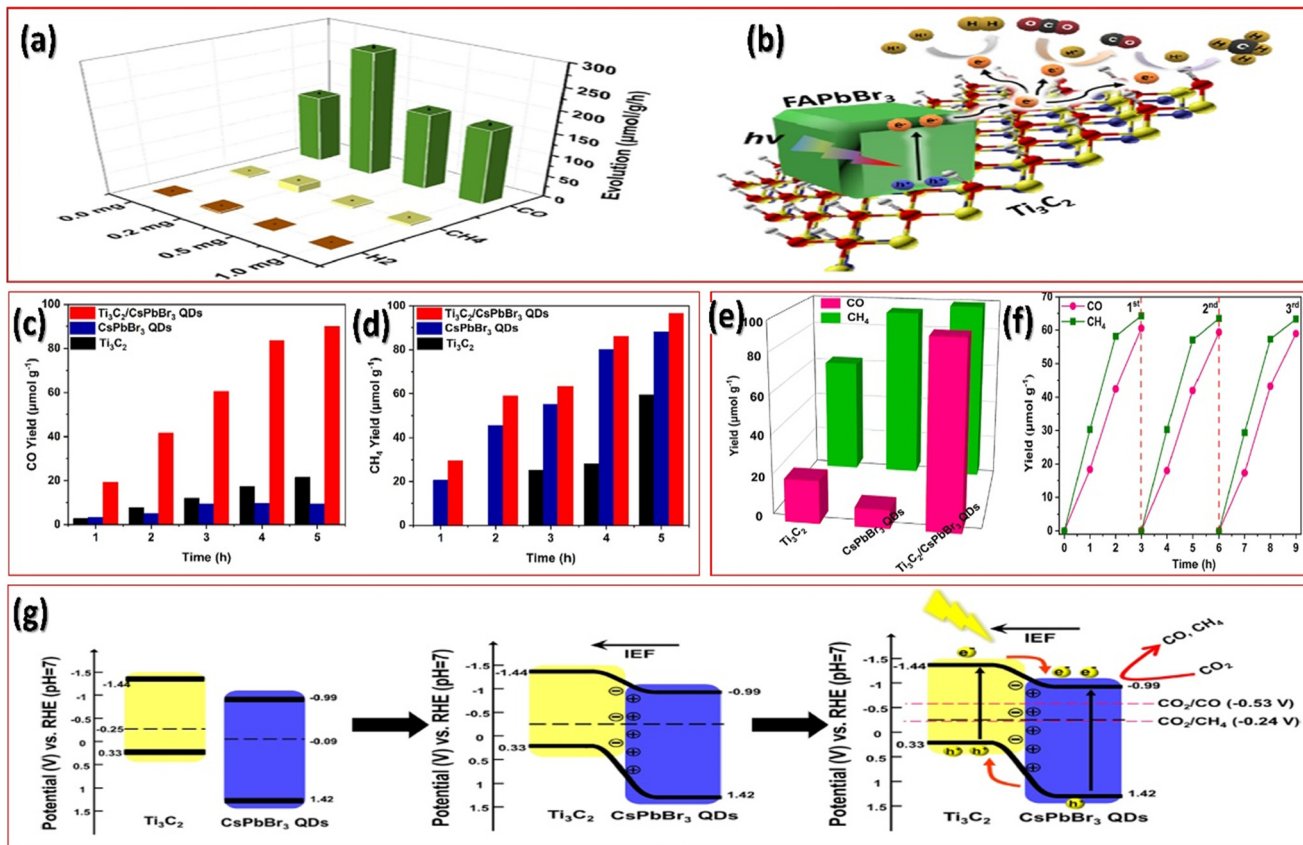 (a)
300
250
200
150
100
50
0
Evolution (μmol/g/h)
0.0 mg
0.2 mg
0.5 mg
1.0 mg
H2
CH4
CO
(b)
H⁺
H H
O C O
H⁺
C O
H⁺
H C H H
FAPbBr₃
hν
e⁻ e⁻
e⁻
e⁻
e⁻
e⁻
h⁺ h⁺
Ti₃C₂
(c)
Ti₃C₂/CsPbBr₃ QDs
CsPbBr₃ QDs
Ti₃C₂
CO Yield (μmol g⁻¹)
100
80
60
40
20
0
1 2 3 4 5
Time (h)
(d)
Ti₃C₂/CsPbBr₃ QDs
CsPbBr₃ QDs
Ti₃C₂
CH₄ Yield (μmol g⁻¹)
100
80
60
40
20
0
1 2 3 4 5
Time (h)
(e)
CO
CH₄
Yield (μmol g⁻¹)
100
80
60
40
20
0
Ti₃C₂
CsPbBr₃ QDs
Ti₃C₂/CsPbBr₃ QDs
(f)
CO
CH₄
1st 2nd 3rd
Yield (μmol g⁻¹)
70
60
50
40
30
20
10
0
0 1 2 3 4 5 6 7 8 9
Time (h)
(g)
Potential (V) vs. RHE (pH=7)
-1.5
-1
-0.5
0
0.5
1
1.5
-1.44
-0.25
0.33
-0.99
-0.09
1.42
Ti₃C₂
CsPbBr₃ QDs
IEF
Potential (V) vs. RHE (pH=7)
-1.5
-1
-0.5
0
0.5
1
1.5
-1.44
0.33
-0.99
1.42
Ti₃C₂
CsPbBr₃ QDs
IEF
CO, CH₄
CO₂
Potential (V) vs. RHE (pH=7)
-1.5
-1
-0.5
0
0.5
1
1.5
-1.44
0.33
e⁻
e⁻ e⁻
-0.99
CO₂/CO (-0.53 V)
CO₂/CH₄ (-0.24 V)
h⁺ h⁺
h⁺
1.42
Ti₃C₂
CsPbBr₃ QDs